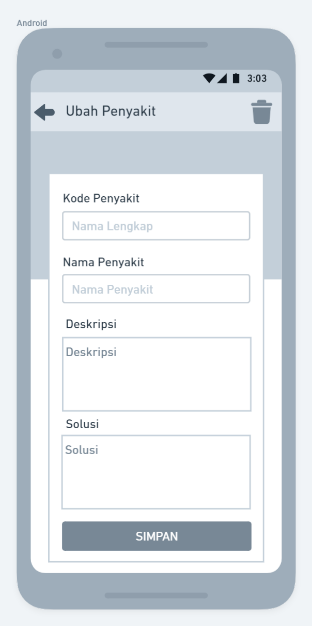 Android
3:03
Ubah Penyakit
Kode Penyakit
Nama Lengkap
Nama Penyakit
Nama Penyakit
Deskripsi
Deskripsi
Solusi
Solusi
SIMPAN